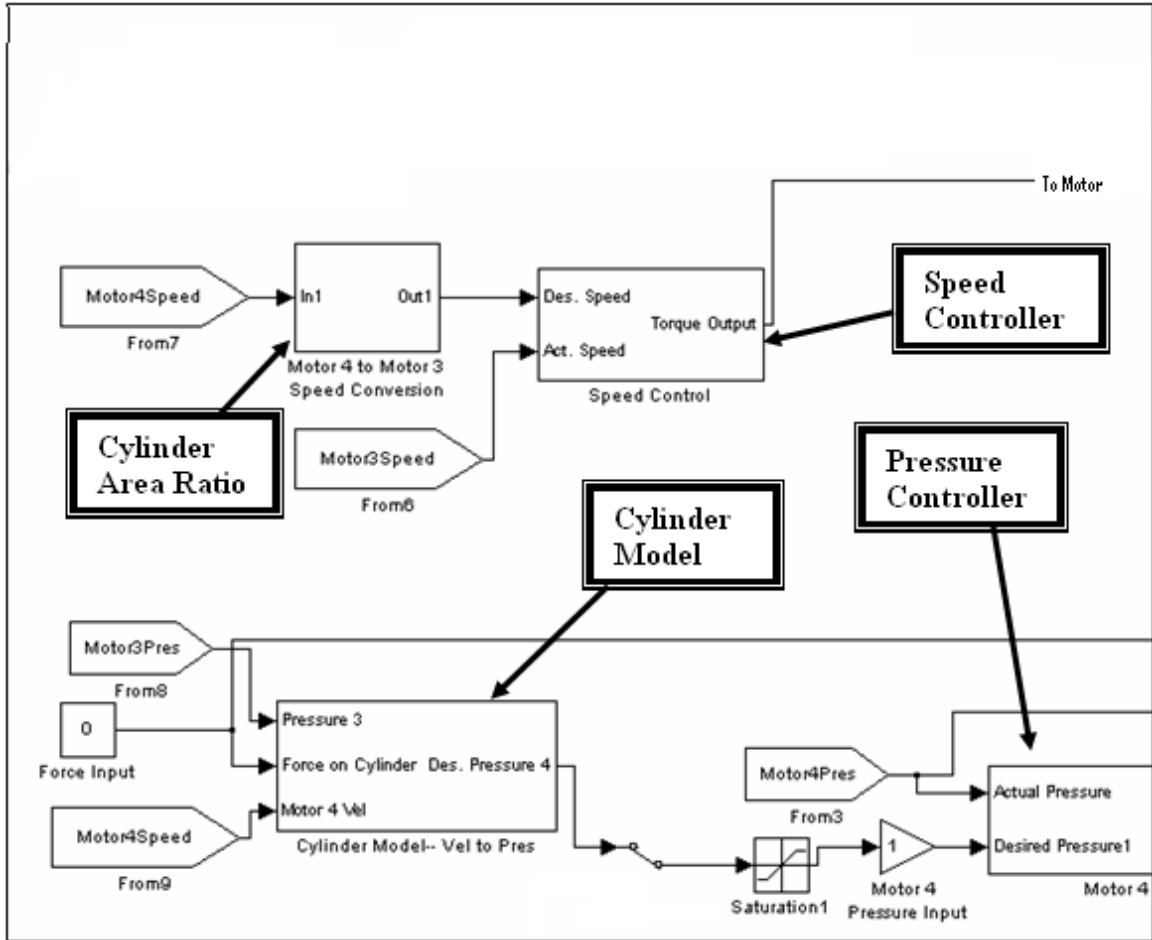 To Motor
Speed
Controller
Motor4Speed
From7
In1
Out1
Motor 4 to Motor 3
Speed Conversion
Des. Speed
Torque Output
Act. Speed
Speed Control
Cylinder
Area Ratio
Motor3Speed
From6
Cylinder
Model
Pressure
Controller
Motor3Pres
From8
0
Force Input
Motor4Speed
From9
Pressure 3
Force on Cylinder Des. Pressure 4
Motor 4 Vel
Cylinder Model-- Vel to Pres
Saturation1
Motor4Pres
From3
1
Motor 4
Pressure Input
Actual Pressure
Desired Pressure1
Motor 4